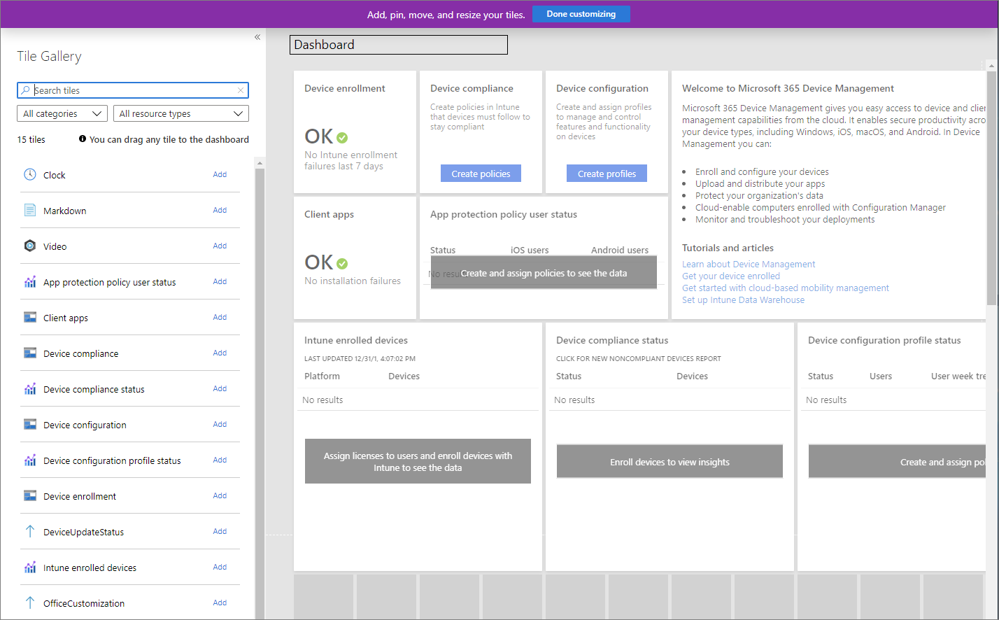 Add, pin, move, and resize your tiles.
Done customizing
«
Tile Gallery
Search tiles
All categories
All resource types
15 tiles
You can drag any tile to the dashboard
Clock Add
Markdown Add
Video Add
App protection policy user status Add
Client apps Add
Device compliance Add
Device compliance status Add
Device configuration Add
Device configuration profile status Add
Device enrollment Add
DeviceUpdateStatus Add
Intune enrolled devices Add
OfficeCustomization Add
Dashboard
Device enrollment
OK
No Intune enrollment
failures last 7 days
Device compliance
Create policies in Intune
that devices must follow to
stay compliant
Create policies
Device configuration
Create and assign profiles
to manage and control
features and functionality
on devices
Create profiles
Welcome to Microsoft 365 Device Management
Microsoft 365 Device Management gives you easy access to device and clier
management capabilities from the cloud. It enables secure productivity acro
your device types, including Windows, iOS, macOS, and Android. In Device
Management you can:
• Enroll and configure your devices
• Upload and distribute your apps
• Protect your organization's data
• Cloud-enable computers enrolled with Configuration Manager
• Monitor and troubleshoot your deployments
Tutorials and articles
Learn about Device Management
Get your device enrolled
Get started with cloud-based mobility management
Set up Intune Data Warehouse
Client apps
OK
No installation failures
App protection policy user status
Status iOS users Android users
No results
Create and assign policies to see the data
Intune enrolled devices
LAST UPDATED 12/31/1, 4:07:02 PM
Platform Devices
No results
Assign licenses to users and enroll devices with
Intune to see the data
Device compliance status
CLICK FOR NEW NONCOMPLIANT DEVICES REPORT
Status Devices
No results
Enroll devices to view insights
Device configuration profile status
Status Users User week tre
No results
Create and assign pol